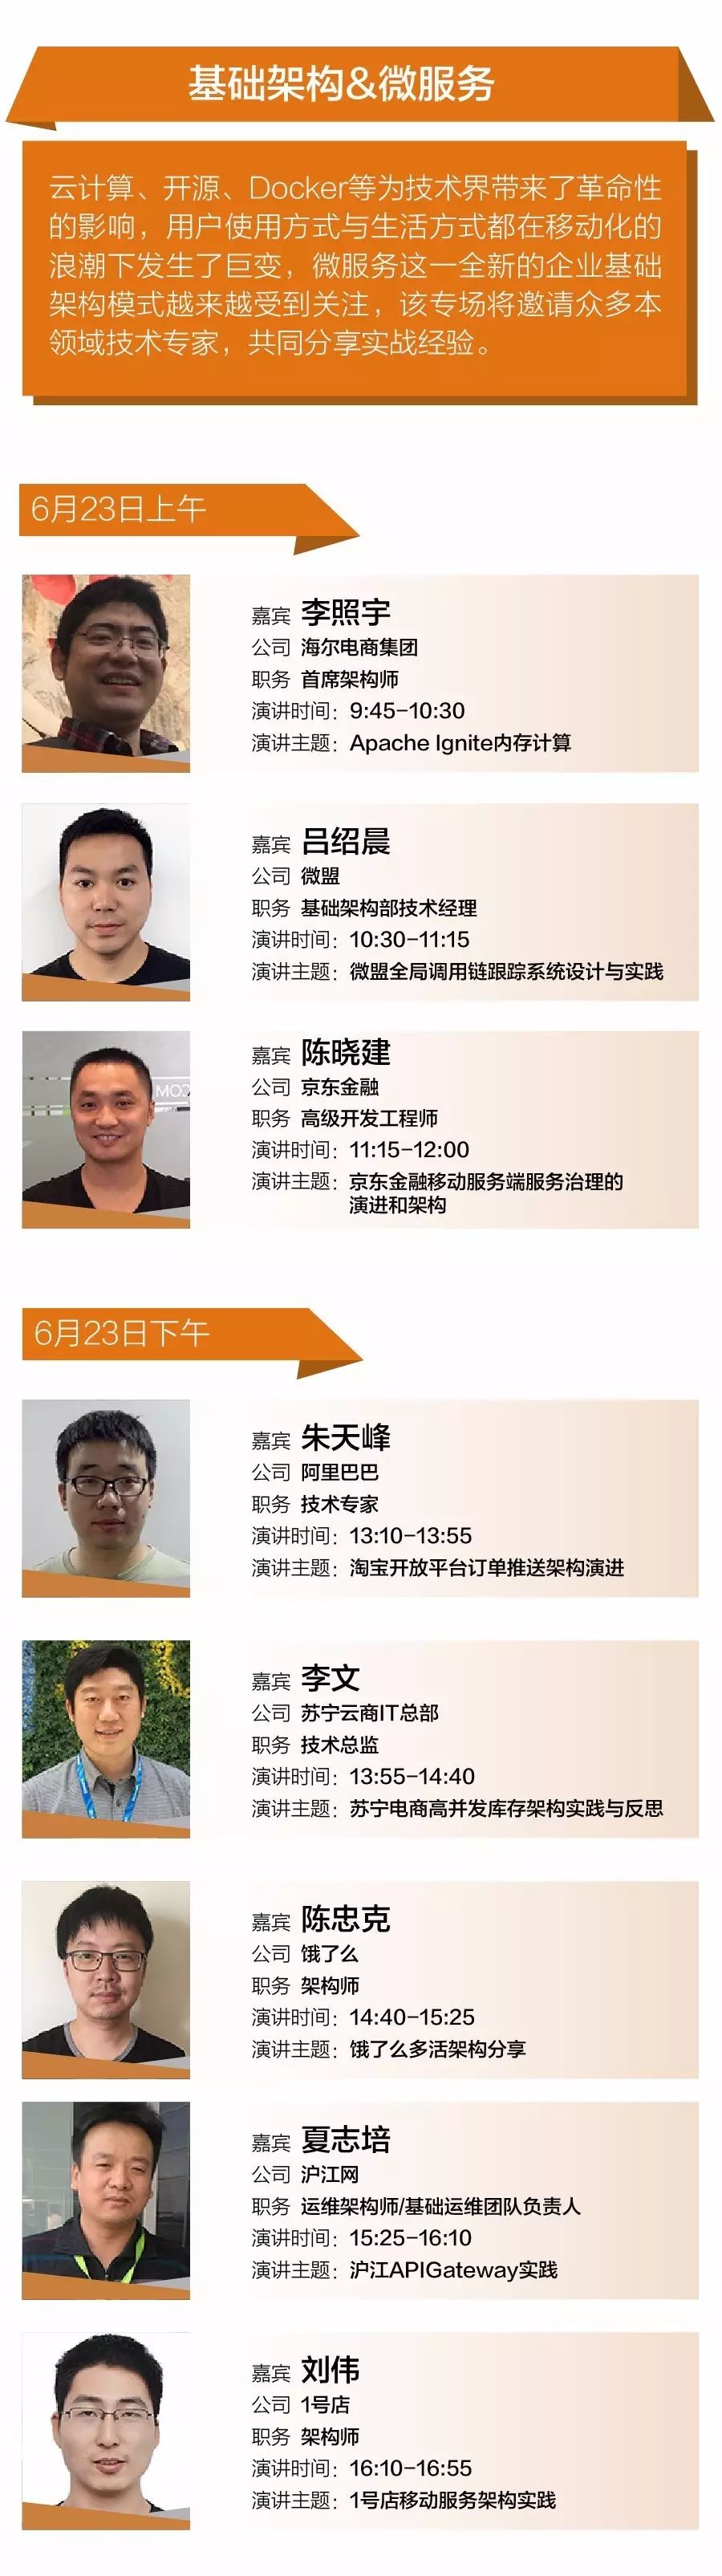 基础架构&微服务
云计算、开源、Docker等为技术界带来了革命性
的影响，用户使用方式与生活方式都在移动化的
浪潮下发生了巨变，微服务这一全新的企业基础
架构模式越来越受到关注，该专场将邀请众多本
领域技术专家，共同分享实战经验。
6月23日上午
嘉宾 李照宇
公司 海尔电商集团
职务 首席架构师
演讲时间：9:45-10:30
演讲主题：Apache Ignite内存计算
嘉宾 吕绍晨
公司 微盟
职务 基础架构部技术经理
演讲时间：10:30-11:15
演讲主题：微盟全局调用链跟踪系统设计与实践
MOC
嘉宾 陈晓建
公司 京东金融
职务 高级开发工程师
演讲时间：11:15-12:00
演讲主题：京东金融移动服务端服务治理的
演进和架构
6月23日下午
嘉宾 朱天峰
公司 阿里巴巴
职务 技术专家
演讲时间：13:10-13:55
演讲主题：淘宝开放平台订单推送架构演进
嘉宾 李文
公司 苏宁云商IT总部
职务 技术总监
演讲时间：13:55-14:40
演讲主题：苏宁电商高并发库存架构实践与反思
嘉宾 陈忠克
公司 饿了么
职务 架构师
演讲时间：14:40-15:25
演讲主题：饿了么多活架构分享
嘉宾 夏志培
公司 沪江网
职务 运维架构师/基础运维团队负责人
演讲时间：15:25-16:10
演讲主题：沪江APIGateway实践
嘉宾 刘伟
公司 1号店
职务 架构师
演讲时间：16:10-16:55
演讲主题：1号店移动服务架构实践